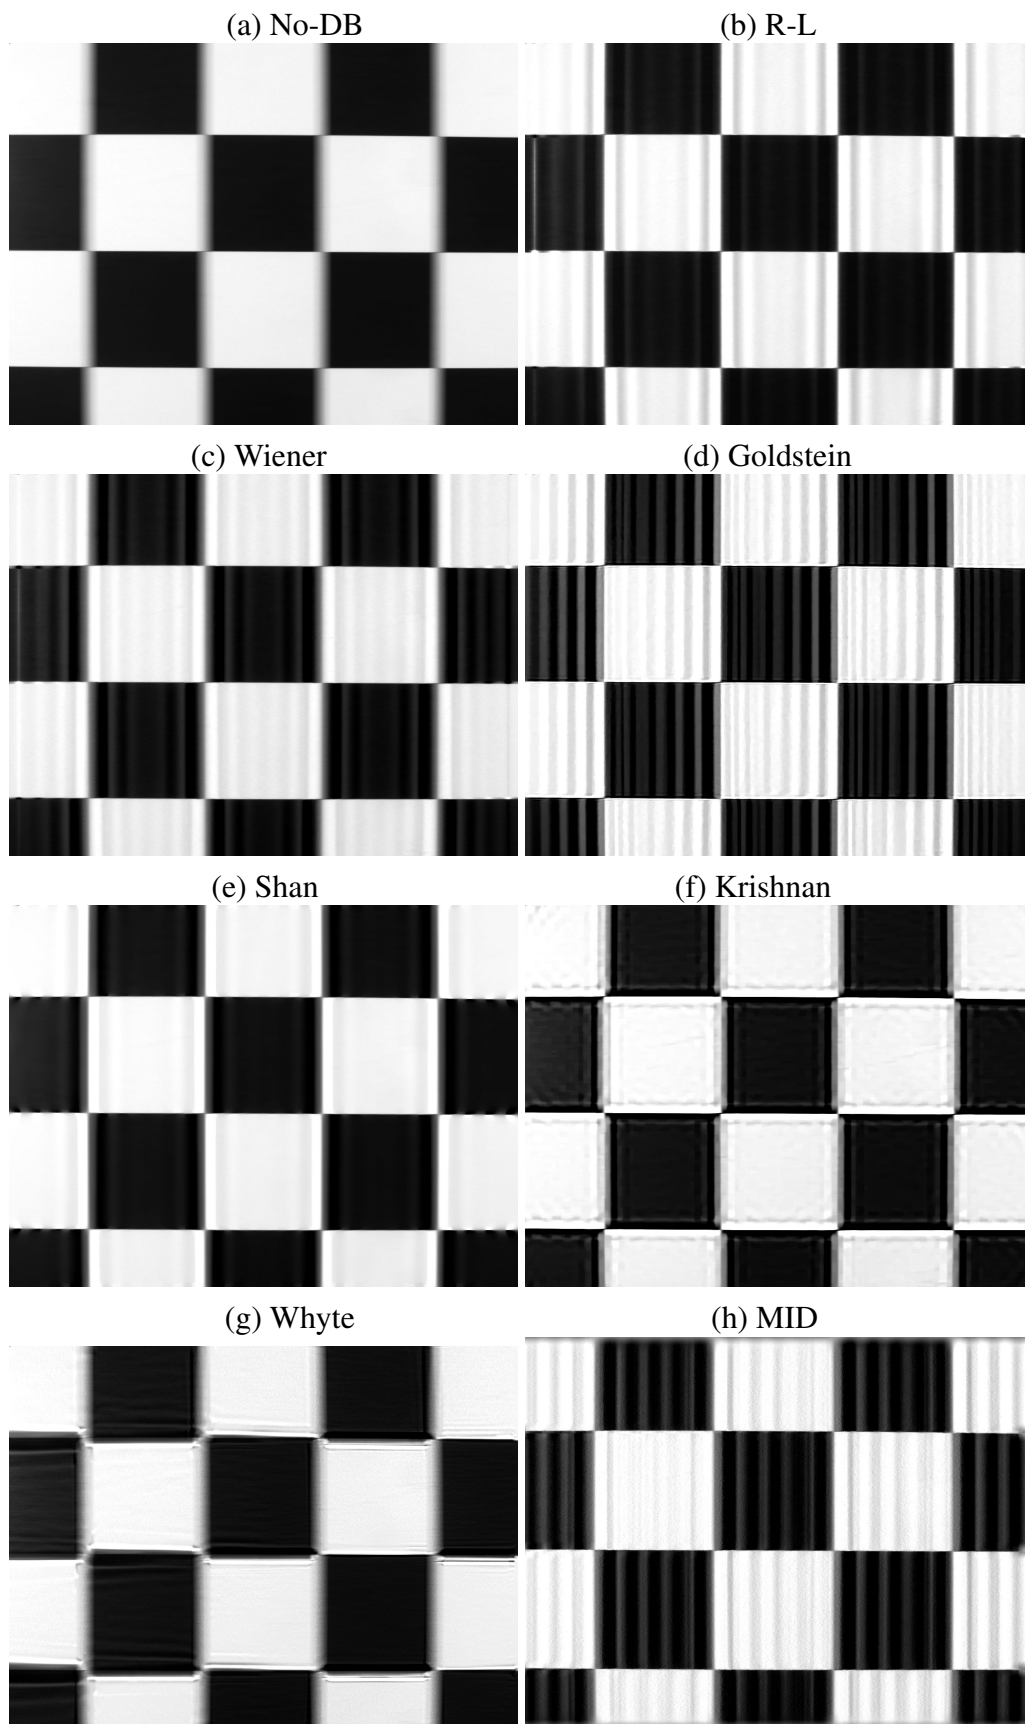 (a) No-DB
(b) R-L
(c) Wiener
(d) Goldstein
(e) Shan
(f) Krishnan
(g) Whyte
(h) MID